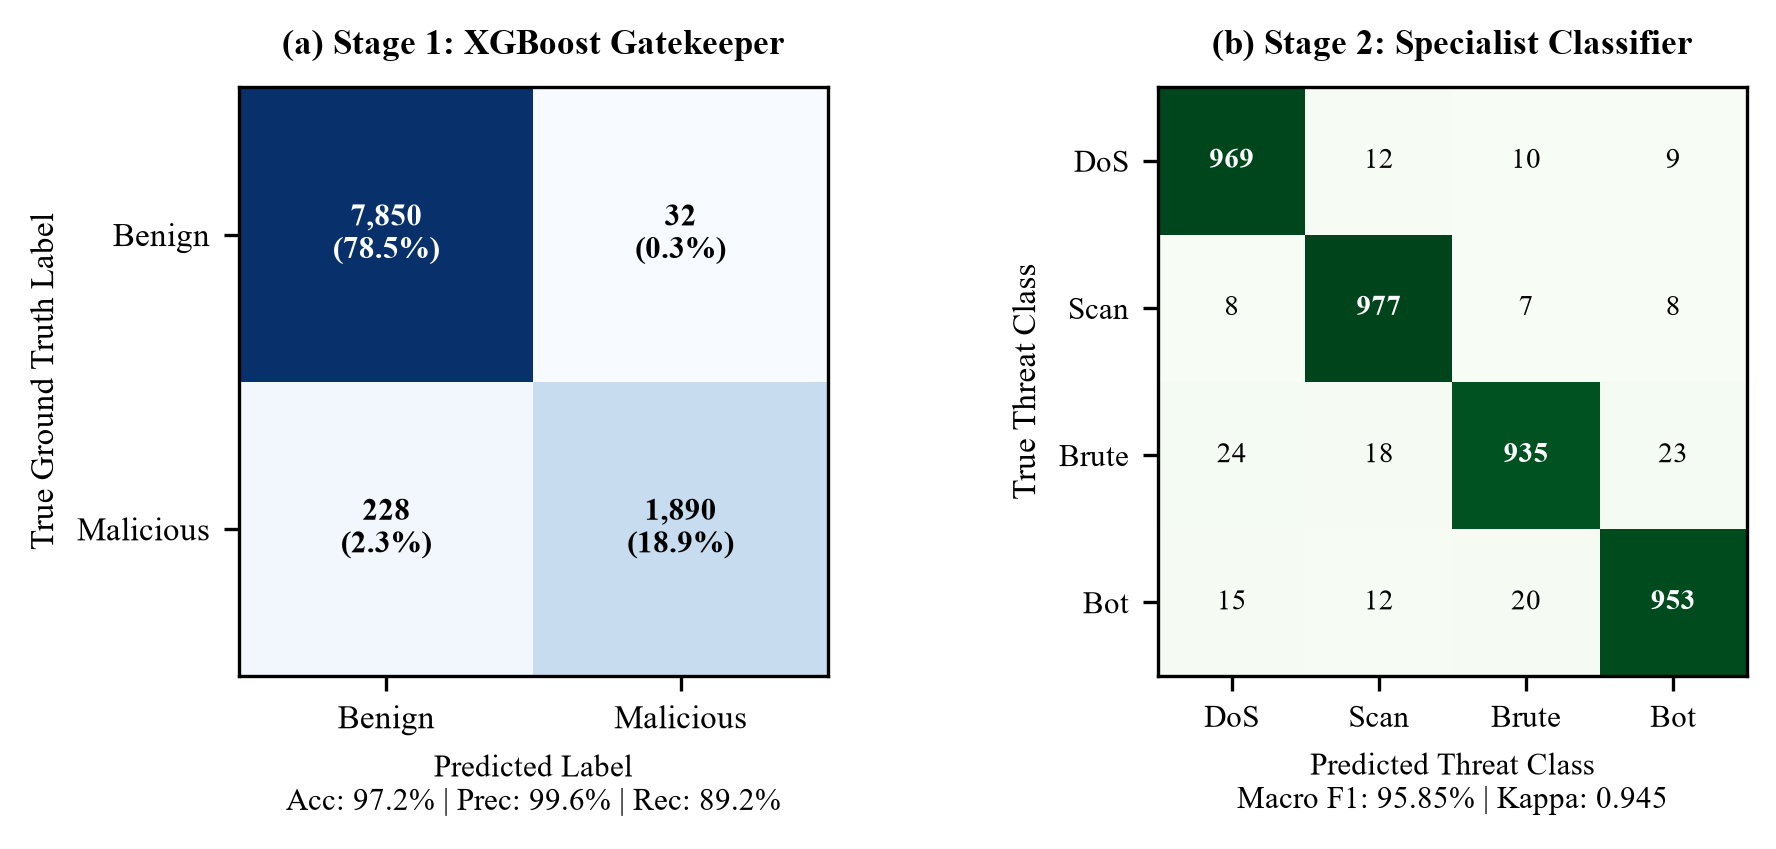 (a) Stage 1: XGBoost Gatekeeper
True Ground Truth Label
Benign
7,850
(78.5%)
32
(0.3%)
Malicious
228
(2.3%)
1,890
(18.9%)
Benign
Malicious
Predicted Label
Acc: 97.2% | Prec: 99.6% | Rec: 89.2%
(b) Stage 2: Specialist Classifier
True Threat Class
DoS
969
12
10
9
Scan
8
977
7
8
Brute
24
18
935
23
Bot
15
12
20
953
DoS
Scan
Brute
Bot
Predicted Threat Class
Macro F1: 95.85% | Kappa: 0.945